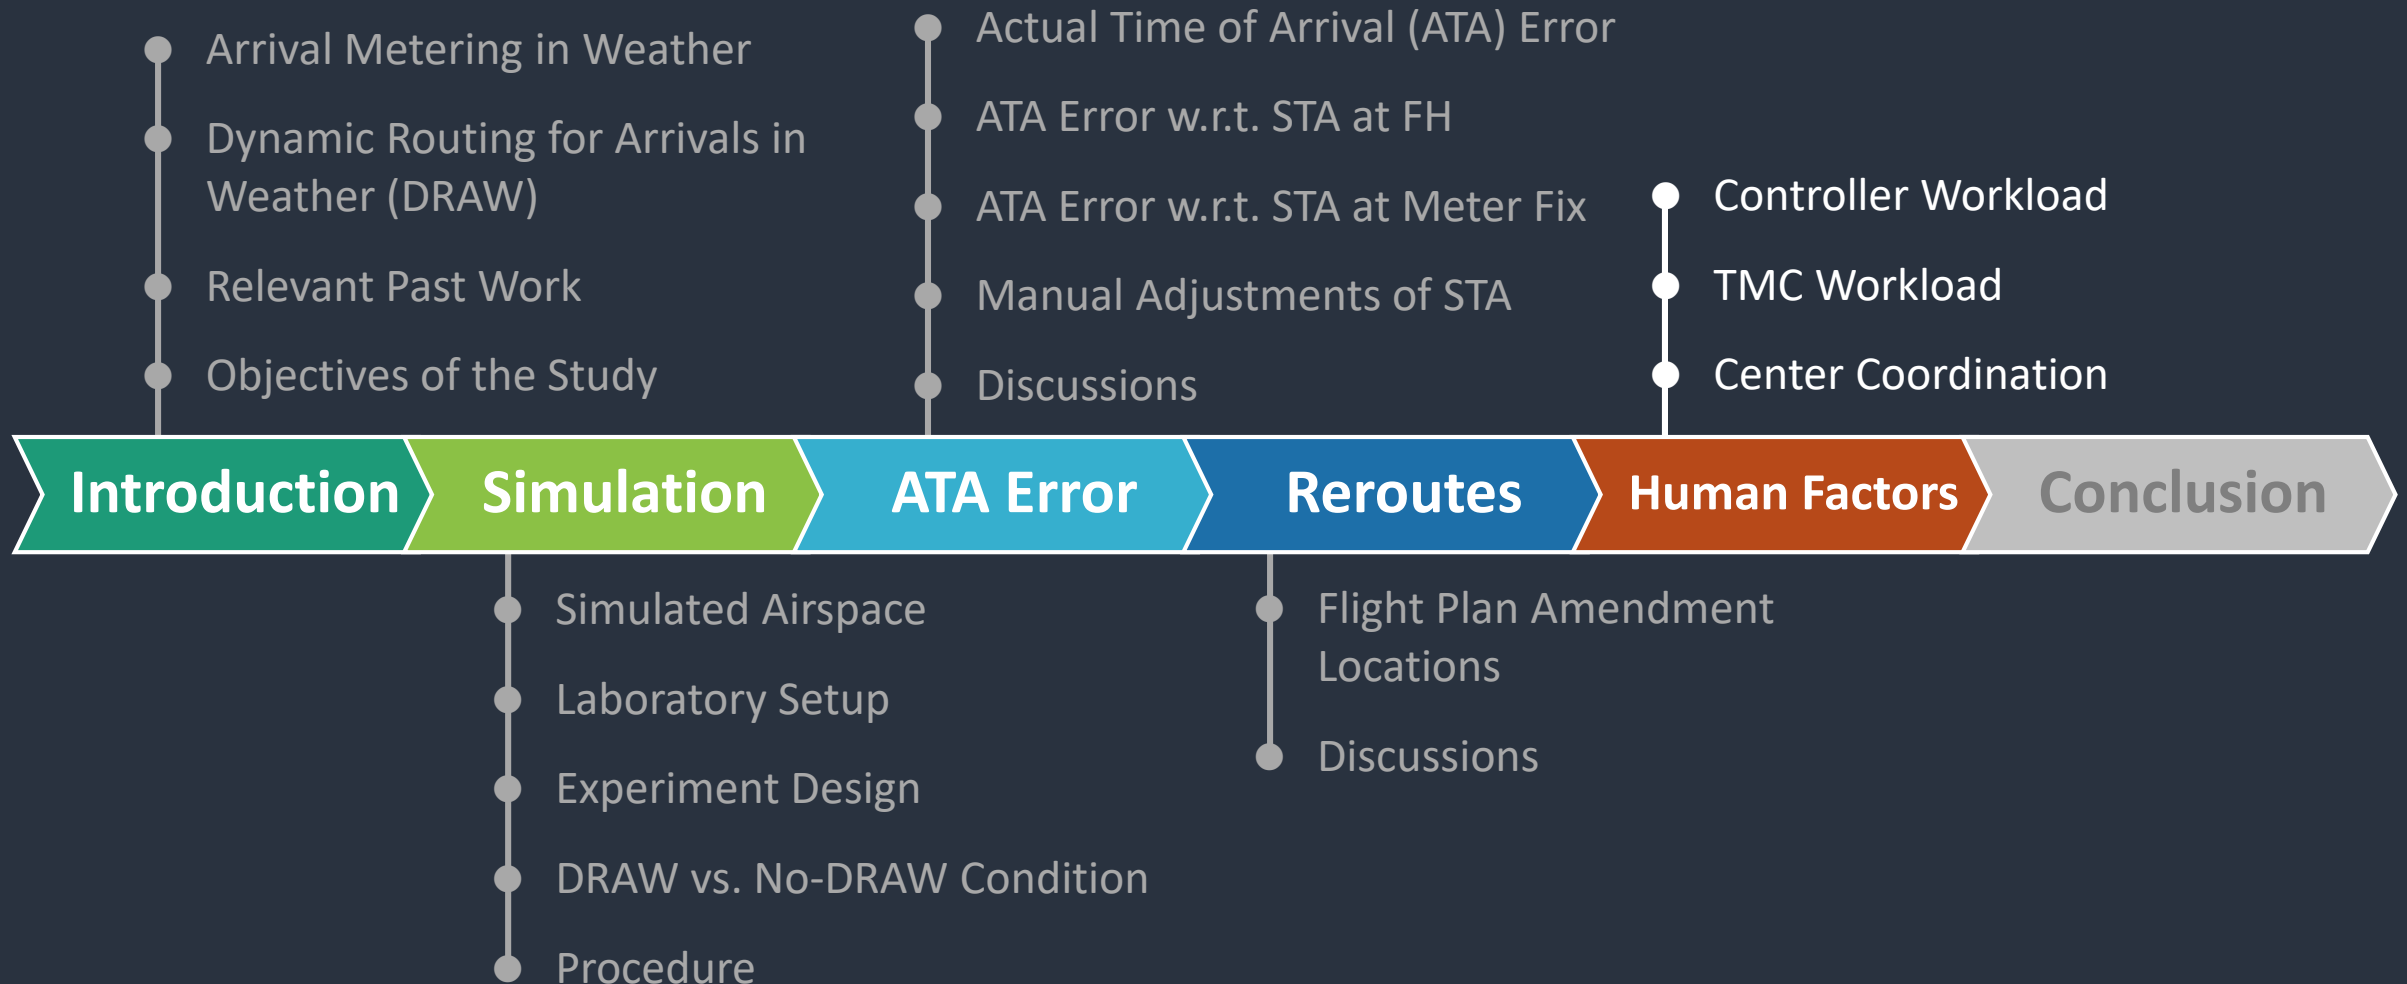 Arrival Metering in Weather
Dynamic Routing for Arrivals in
Weather (DRAW)
Relevant Past Work
Objectives of the Study
Actual Time of Arrival (ATA) Error
ATA Error w.r.t. STA at FH
ATA Error w.r.t. STA at Meter Fix
Manual Adjustments of STA
Discussions
Controller Workload
TMC Workload
Center Coordination
Introduction
Simulation
ATA Error
Reroutes
Human Factors
Conclusion
Simulated Airspace
Laboratory Setup
Experiment Design
DRAW vs. No-DRAW Condition
Procedure
Flight Plan Amendment
Locations
Discussions